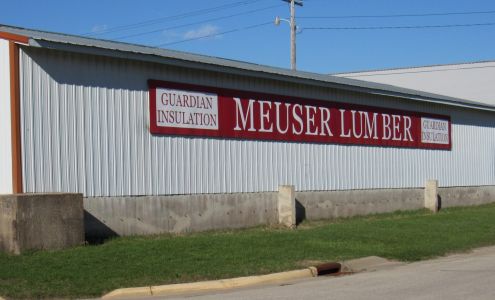 GUARDIAN
INSULATION
MEUSER LUMBER
GUARDIAN
INSULATION